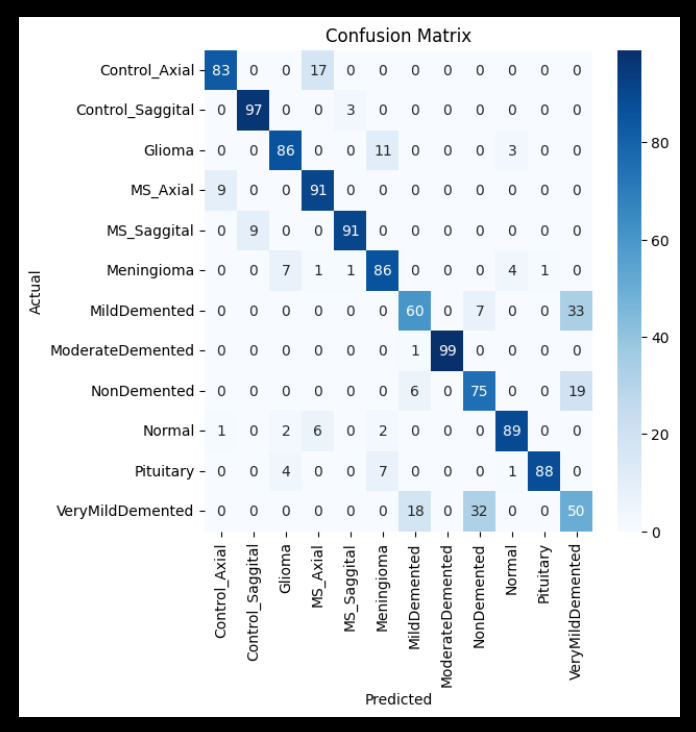 Confusion Matrix
Control_Axial 83 0 0 17 0 0 0 0 0 0 0 0
Control_Saggital 0 97 0 0 3 0 0 0 0 0 0 0
Glioma 0 0 86 0 0 11 0 0 0 3 0 0
MS_Axial 9 0 0 91 0 0 0 0 0 0 0 0
MS_Saggital 0 9 0 0 91 0 0 0 0 0 0 0
Meningioma 0 0 7 1 1 86 0 0 0 4 1 0
MildDemented 0 0 0 0 0 0 60 0 7 0 0 33
ModerateDemented 0 0 0 0 0 0 1 99 0 0 0 0
NonDemented 0 0 0 0 0 0 6 0 75 0 0 19
Normal 1 0 2 6 0 2 0 0 0 89 0 0
Pituitary 0 0 4 0 0 7 0 0 0 1 88 0
VeryMildDemented 0 0 0 0 0 0 18 0 32 0 0 50
Actual
Control_Axial
Control_Saggital
Glioma
MS_Axial
MS_Saggital
Meningioma
MildDemented
ModerateDemented
NonDemented
Normal
Pituitary
VeryMildDemented
Predicted
80
60
40
20
0